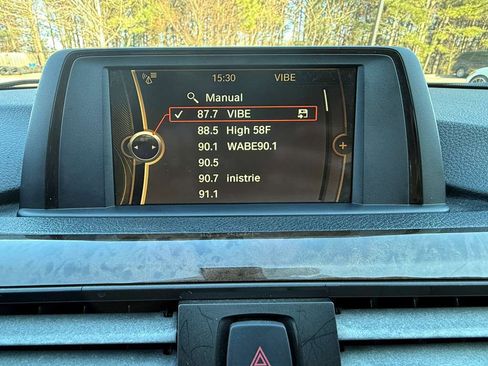 15:30 VIBE
Manual
87.7 VIBE
88.5 High 58F
90.1 WABE90.1
90.5
90.7 inistrie
91.1